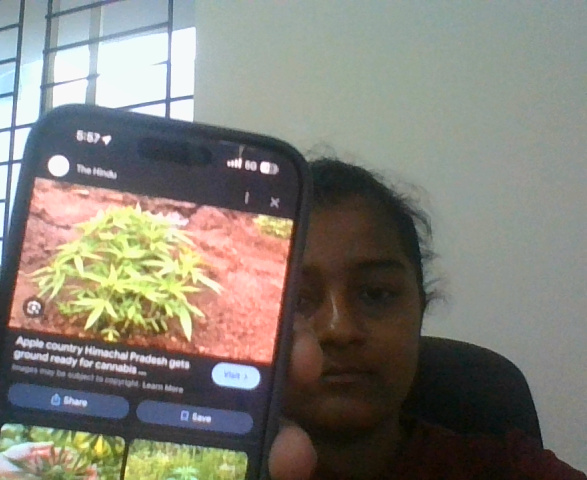 5:57
5G
The Hindu
Apple country Himachal Pradesh gets
ground ready for cannabis ...
Images may be subject to copyright. Learn More
Visit >
Share
Save